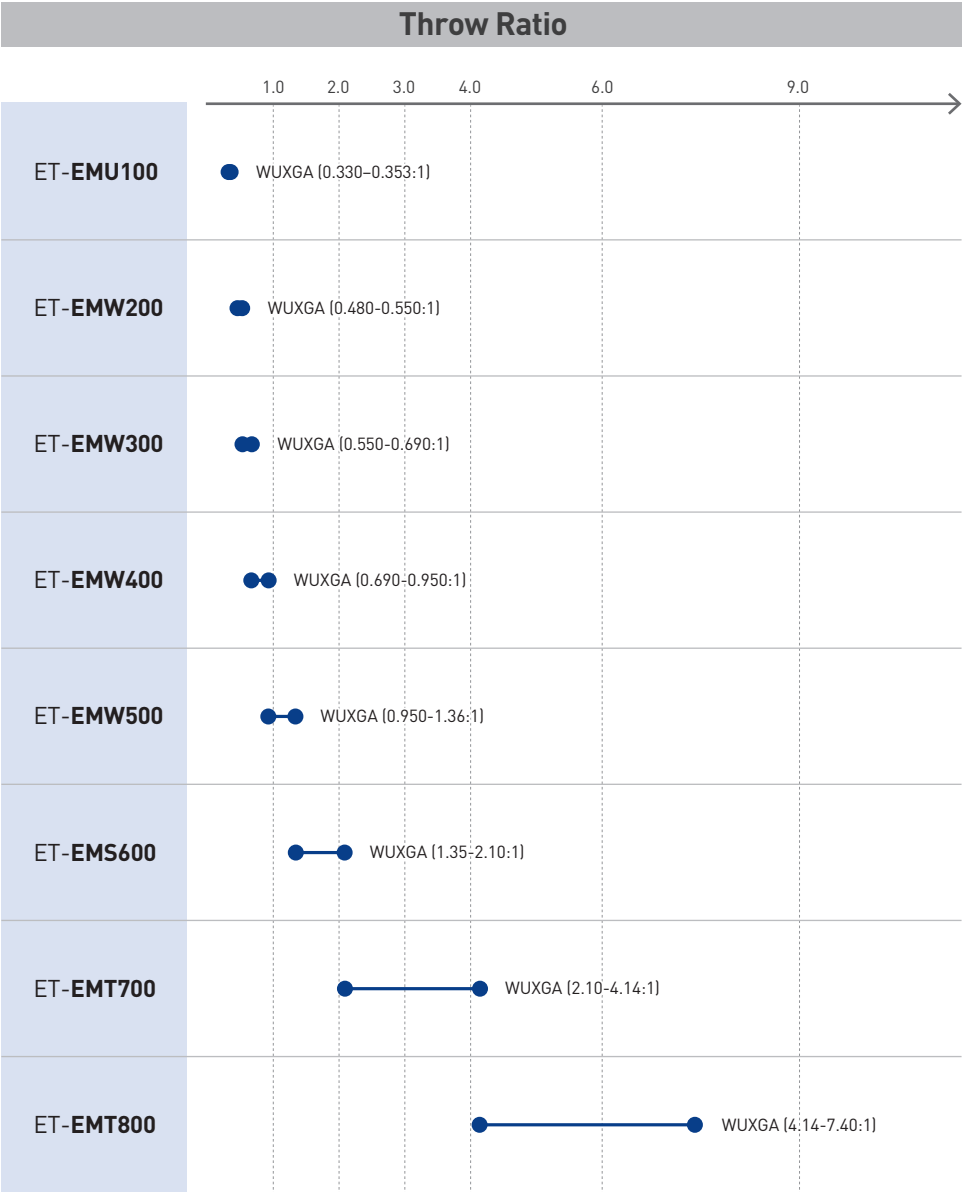 Throw Ratio
1.0 2.0 3.0 4.0 6.0 9.0
ET-EMU100 WUXGA (0.330–0.353:1)
ET-EMW200 WUXGA (0.480-0.550:1)
ET-EMW300 WUXGA (0.550-0.690:1)
ET-EMW400 WUXGA (0.690-0.950:1)
ET-EMW500 WUXGA (0.950-1.36:1)
ET-EMS600 WUXGA (1.35-2.10:1)
ET-EMT700 WUXGA (2.10-4.14:1)
ET-EMT800 WUXGA (4.14-7.40:1)